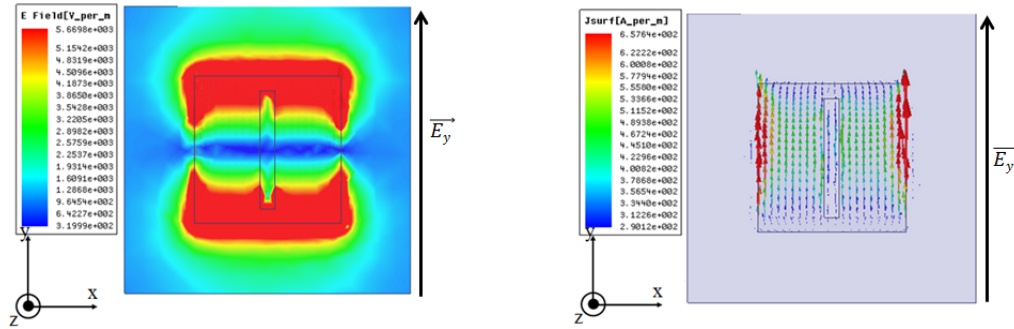 E Field[V_per_m
5.6698e+003
5.1542e+003
4.8319e+003
4.5096e+003
4.1873e+003
3.8650e+003
3.5428e+003
3.2205e+003
2.8982e+003
2.5759e+003
2.2537e+003
1.9314e+003
1.6091e+003
1.2868e+003
9.6454e+002
6.4227e+002
3.1999e+002
y
x
z
E_y
Jsurf[A_per_m]
6.5764e+002
6.2222e+002
6.0008e+002
5.7794e+002
5.5580e+002
5.3366e+002
5.1152e+002
4.8938e+002
4.6724e+002
4.4510e+002
4.2296e+002
4.0082e+002
3.7868e+002
3.5654e+002
3.3440e+002
3.1226e+002
2.9012e+002
y
x
z
E_y